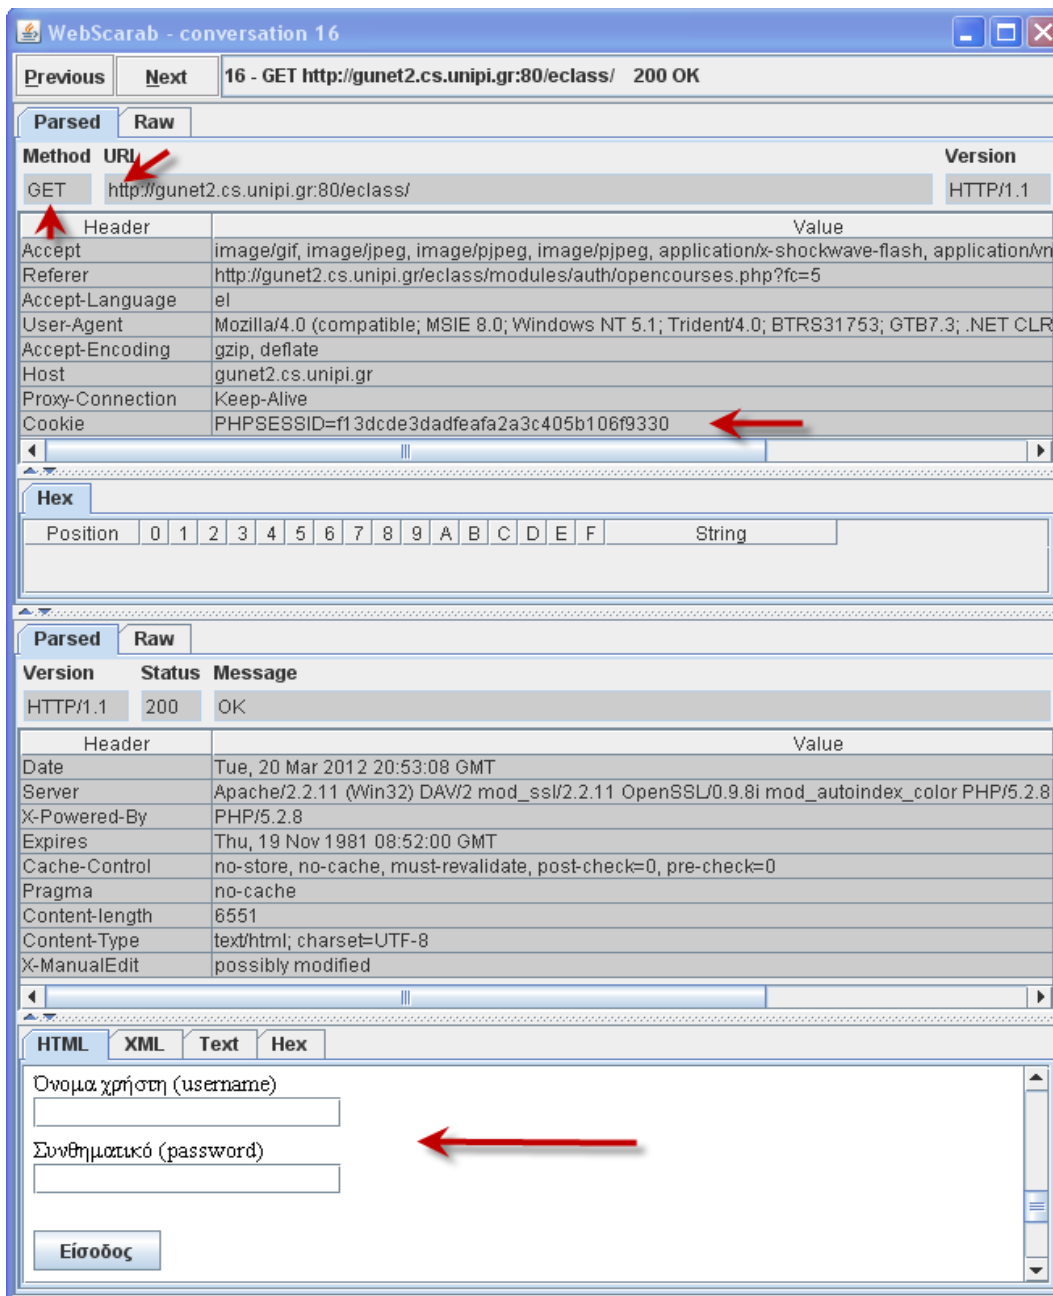 WebScarab - conversation 16
Previous Next 16 - GET http://gunet2.cs.unipi.gr:80/eclass/ 200 OK
Parsed Raw
Method URL Version
GET http://gunet2.cs.unipi.gr:80/eclass/ HTTP/1.1
Header Value
Accept image/gif, image/jpeg, image/pjpeg, image/pjpeg, application/x-shockwave-flash, application/vn
Referer http://gunet2.cs.unipi.gr/eclass/modules/auth/opencourses.php?fc=5
Accept-Language el
User-Agent Mozilla/4.0 (compatible; MSIE 8.0; Windows NT 5.1; Trident/4.0; BTRS31753; GTB7.3; .NET CLR
Accept-Encoding gzip, deflate
Host gunet2.cs.unipi.gr
Proxy-Connection Keep-Alive
Cookie PHPSESSID=f13dcde3dadfeafa2a3c405b106f9330
Hex
Position 0 1 2 3 4 5 6 7 8 9 A B C D E F String
Parsed Raw
Version Status Message
HTTP/1.1 200 OK
Header Value
Date Tue, 20 Mar 2012 20:53:08 GMT
Server Apache/2.2.11 (Win32) DAV/2 mod_ssl/2.2.11 OpenSSL/0.9.8i mod_autoindex_color PHP/5.2.8
X-Powered-By PHP/5.2.8
Expires Thu, 19 Nov 1981 08:52:00 GMT
Cache-Control no-store, no-cache, must-revalidate, post-check=0, pre-check=0
Pragma no-cache
Content-length 6551
Content-Type text/html; charset=UTF-8
X-ManualEdit possibly modified
HTML XML Text Hex
Όνομα χρήστη (username)
Συνθηματικό (password)
Είσοδος